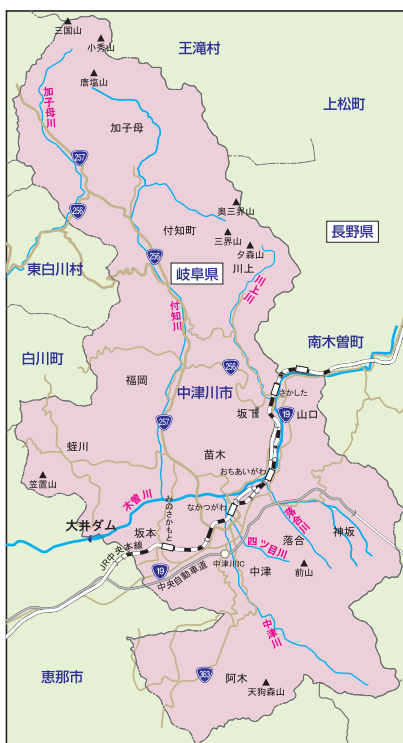 三国山
小秀山
王滝村
唐塩山
上松町
加子母川
加子母
257
256
奥三界山
付知町
三界山
長野県
夕森山
256
川上
東白川村
岐阜県
川上川
付知川
南木曽町
白川町
256
福岡
中津川市
さかした
坂下
19
山口
257
苗木
蛭川
おちあいがわ
笠置山
木曽川
みのさかもと
なかつがわ
大井ダム
坂本
落合
神坂
四ツ目川
JR中央本線
19
中央自動車道
中津川IC
中津
前山
中津川
恵那市
363
阿木
天狗森山